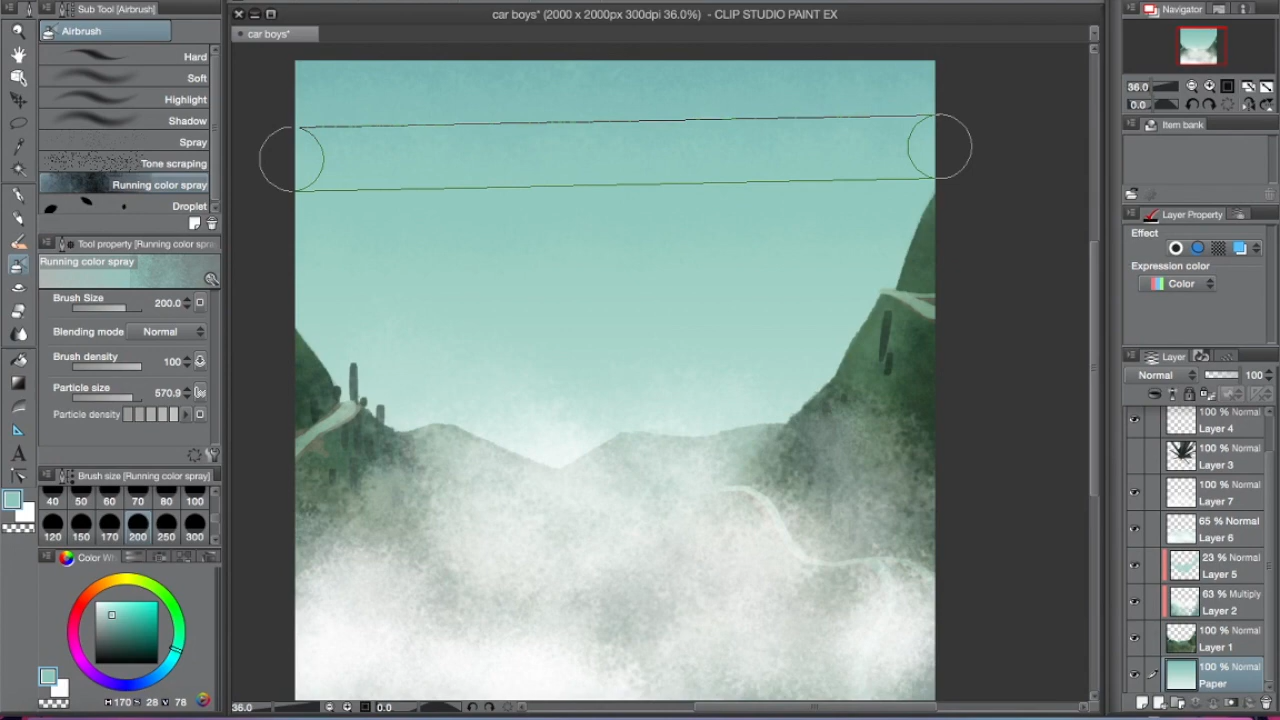 Sub Tool [Airbrush]
Airbrush
Hard
Soft
Highlight
Shadow
Spray
Tone scraping
Running color spray
Droplet
Tool property [Running color spra
Running color spray
Brush Size 200.0
Blending mode Normal
Brush density 100
Particle size 570.9
Particle density
Brush size [Running color spray]
40 50 60 70 80 100
120 150 170 200 250 300
Color Wh
H 170 S 26 V 76
car boys* (2000 x 2000px 300dpi 36.0%) - CLIP STUDIO PAINT EX
car boys*
36.0
0.0
Navigator
36.0
0.0
Item bank
Layer Property
Effect
Expression color
Color
Layer
Normal 100
100 % Normal
Layer 4
100 % Normal
Layer 3
100 % Normal
Layer 7
65 % Normal
Layer 6
23 % Normal
Layer 5
63 % Multiply
Layer 2
100 % Normal
Layer 1
100 % Normal
Paper